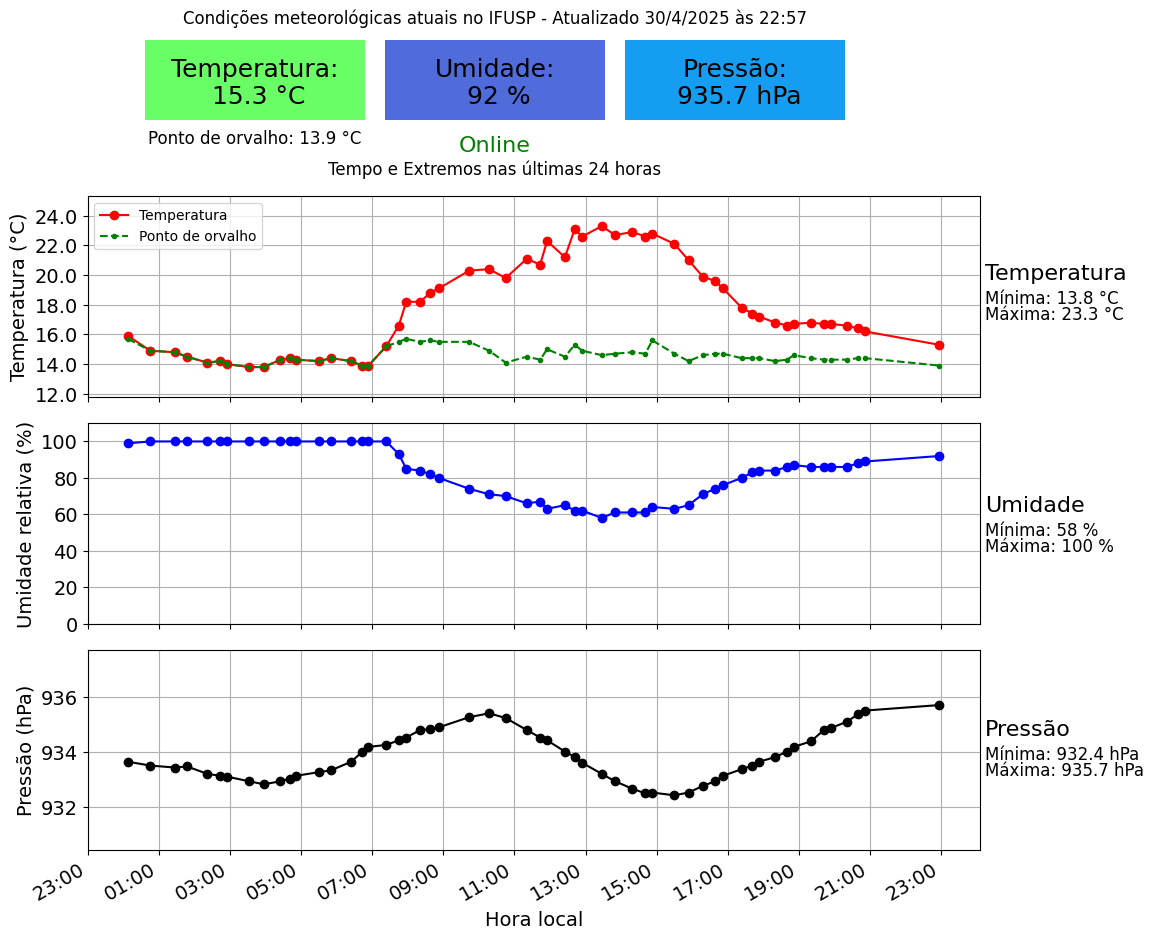 Condições meteorológicas atuais no IFUSP - Atualizado 30/4/2025 às 22:57
Temperatura:
15.3 °C
Umidade:
92 %
Pressão:
935.7 hPa
Ponto de orvalho: 13.9 °C
Online
Tempo e Extremos nas últimas 24 horas
Temperatura (°C)
24.0
22.0
20.0
18.0
16.0
14.0
12.0
Temperatura
Ponto de orvalho
Temperatura
Mínima: 13.8 °C
Máxima: 23.3 °C
Umidade relativa (%)
100
80
60
40
20
0
Umidade
Mínima: 58 %
Máxima: 100 %
Pressão (hPa)
936
934
932
Pressão
Mínima: 932.4 hPa
Máxima: 935.7 hPa
23:00 01:00 03:00 05:00 07:00 09:00 11:00 13:00 15:00 17:00 19:00 21:00 23:00
Hora local